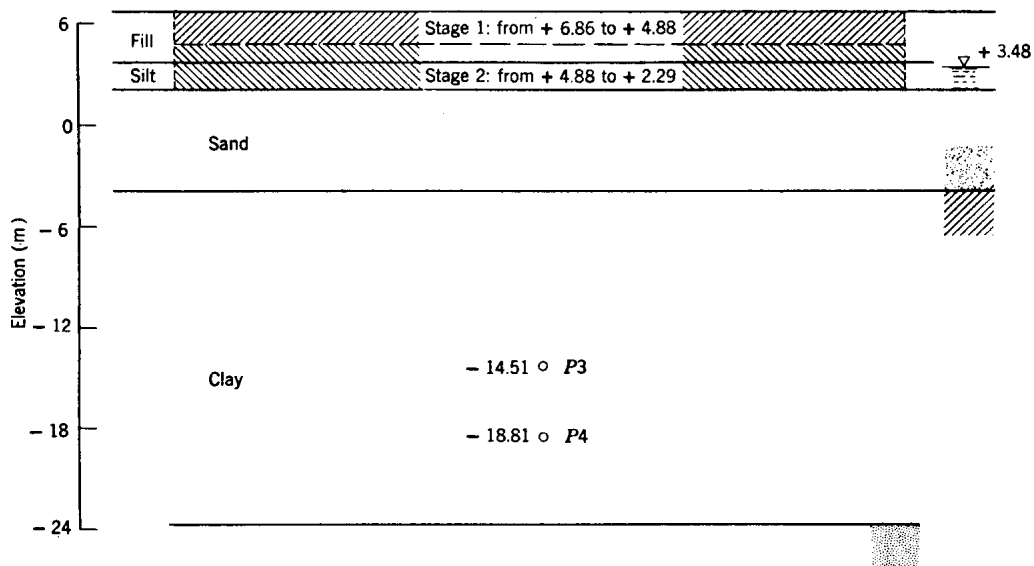 6
Fill
Stage 1: from + 6.86 to + 4.88
+ 3.48
Silt
Stage 2: from + 4.88 to + 2.29
0
Sand
- 6
Elevation (m)
- 12
- 14.51 P3
Clay
- 18
- 18.81 P4
- 24